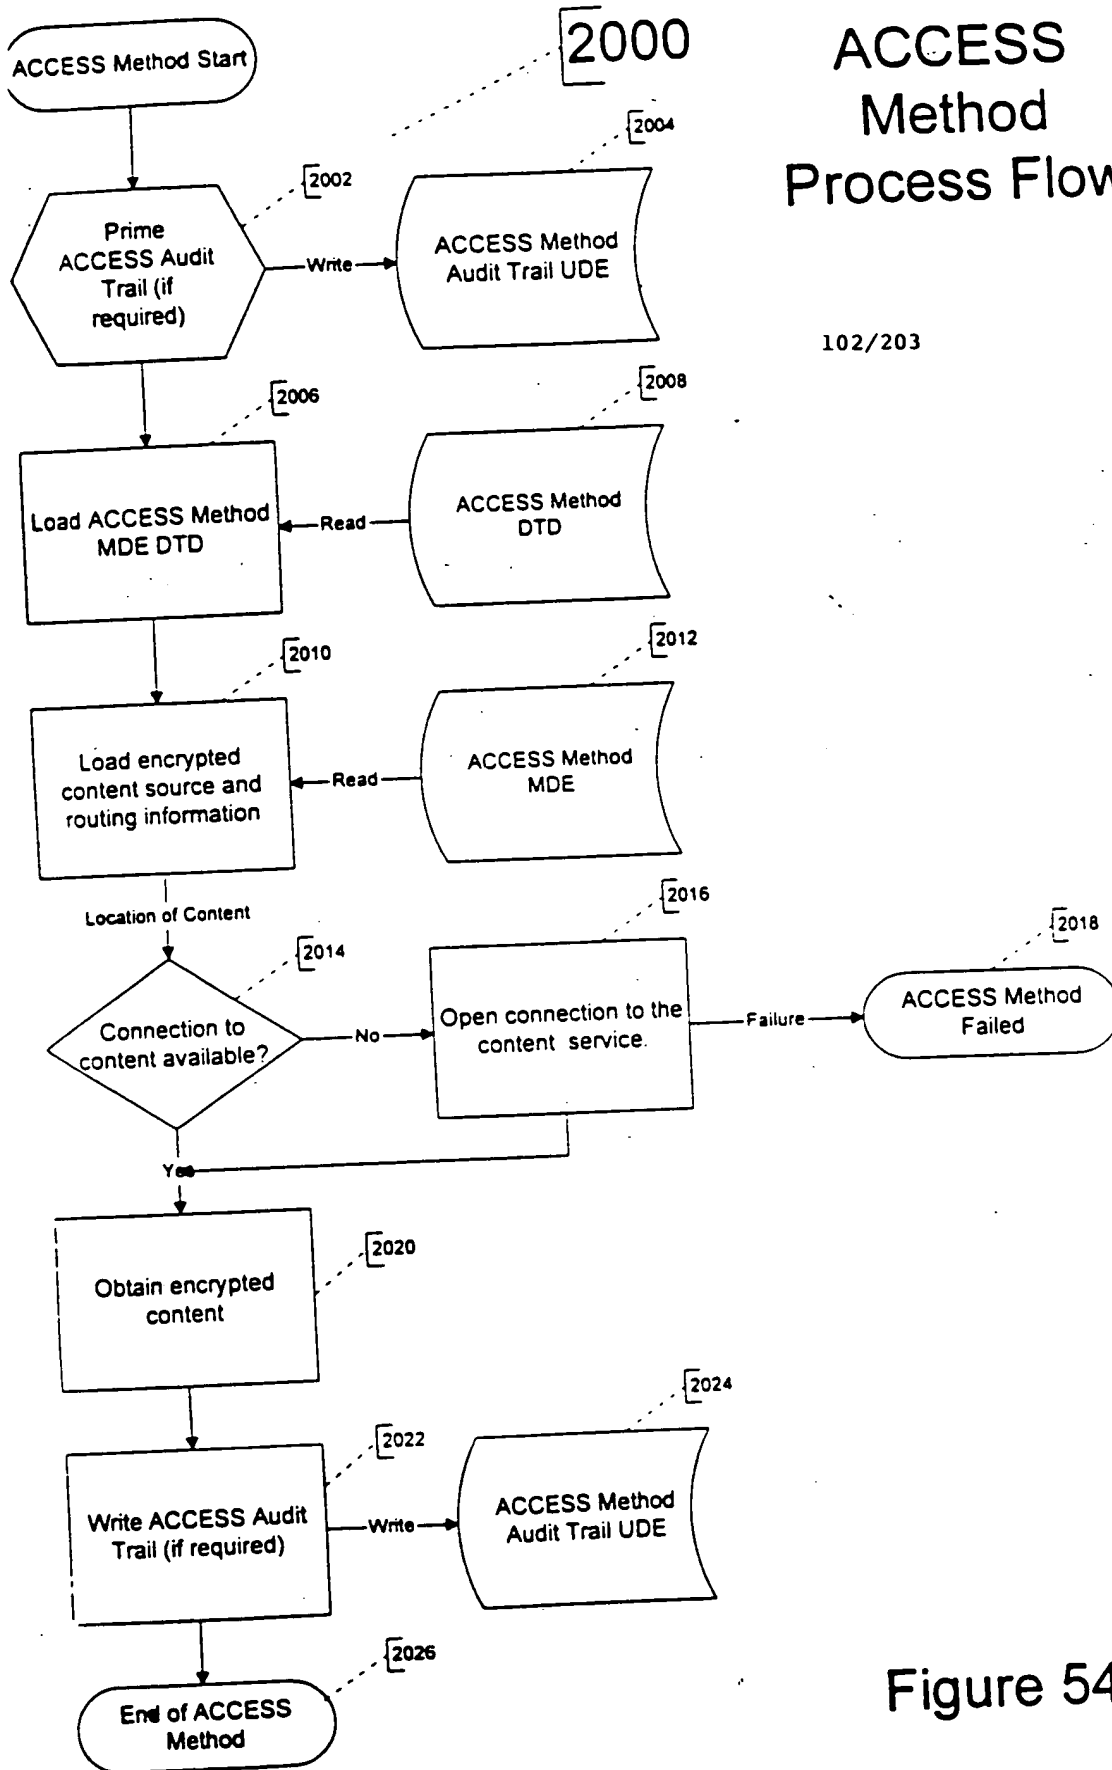 ACCESS Method Start
2000
ACCESS
Method
Process Flow
2002
2004
Prime
ACCESS Audit
Trail (if
required)
Write
ACCESS Method
Audit Trail UDE
102/203
2006
2008
Load ACCESS Method
MDE DTD
Read
ACCESS Method
DTD
2010
2012
Load encrypted
content source and
routing information
Read
ACCESS Method
MDE
Location of Content
2014
2016
2018
Connection to
content available?
No
Open connection to the
content service.
Failure
ACCESS Method
Failed
Yes
2020
Obtain encrypted
content
2022
2024
Write ACCESS Audit
Trail (if required)
Write
ACCESS Method
Audit Trail UDE
2026
End of ACCESS
Method
Figure 54